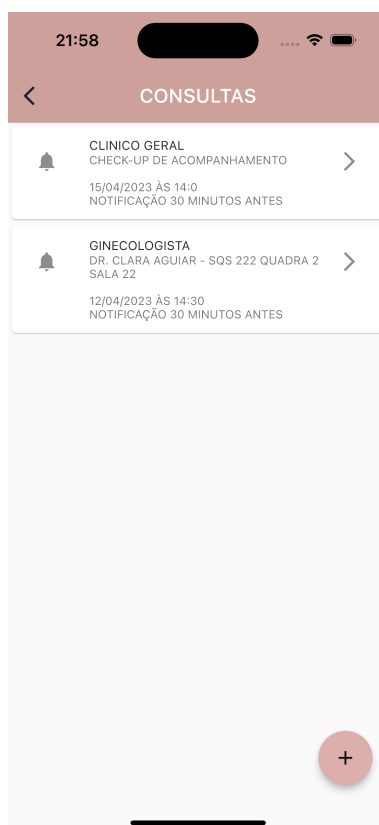 21:58
CONSULTAS
CLINICO GERAL
CHECK-UP DE ACOMPANHAMENTO
15/04/2023 ÀS 14:0
NOTIFICAÇÃO 30 MINUTOS ANTES
GINECOLOGISTA
DR. CLARA AGUIAR - SQS 222 QUADRA 2
SALA 22
12/04/2023 ÀS 14:30
NOTIFICAÇÃO 30 MINUTOS ANTES
+